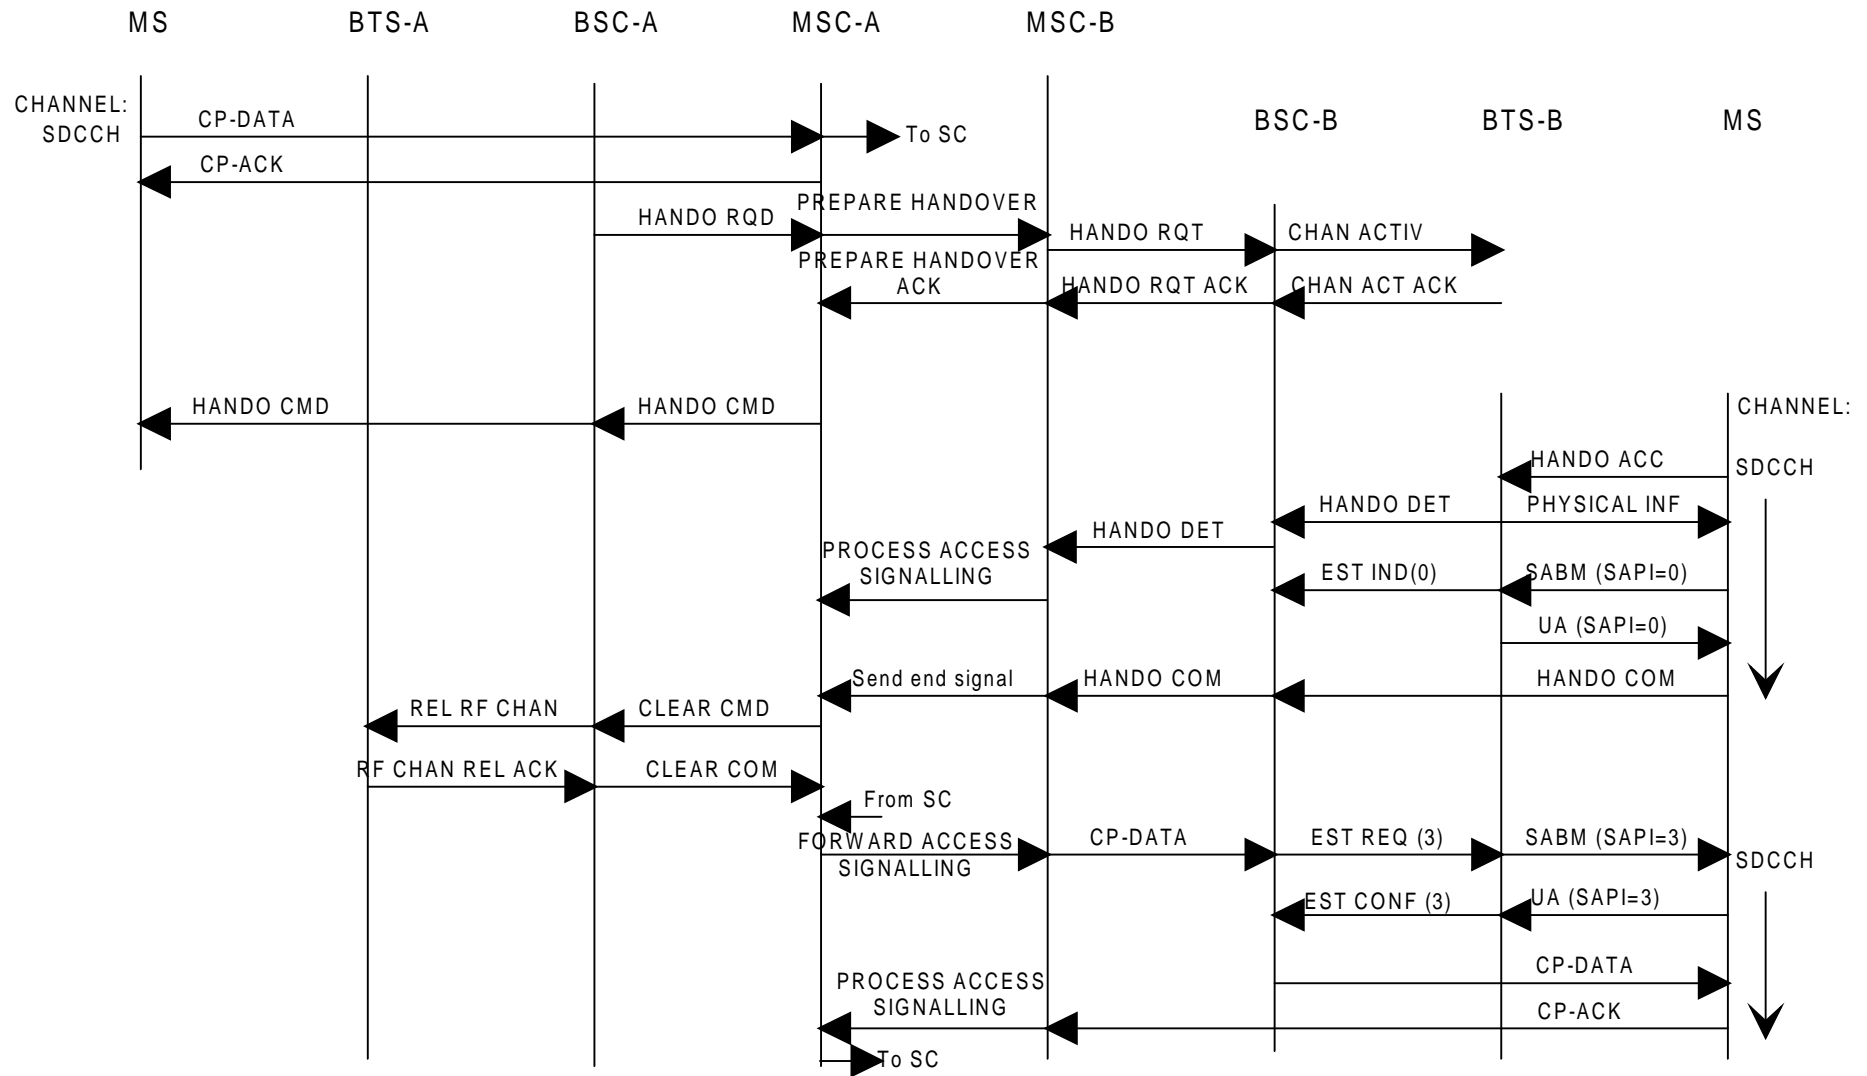 MS BTS-A BSC-A MSC-A MSC-B
CHANNEL:
SDCCH
CP-DATA
To SC
BSC-B BTS-B MS
CP-ACK
PREPARE HANDOVER
HANDO RQD
HANDO RQT
CHAN ACTIV
PREPARE HANDOVER
ACK
HANDO RQT ACK
CHAN ACT ACK
HANDO CMD
HANDO CMD
CHANNEL:
HANDO ACC
SDCCH
HANDO DET
PHYSICAL INF
HANDO DET
PROCESS ACCESS
SIGNALLING
EST IND(0)
SABM (SAPI=0)
UA (SAPI=0)
Send end signal
HANDO COM
HANDO COM
REL RF CHAN
CLEAR CMD
RF CHAN REL ACK
CLEAR COM
From SC
FORWARD ACCESS
SIGNALLING
CP-DATA
EST REQ (3)
SABM (SAPI=3)
SDCCH
EST CONF (3)
UA (SAPI=3)
CP-DATA
PROCESS ACCESS
SIGNALLING
CP-ACK
To SC